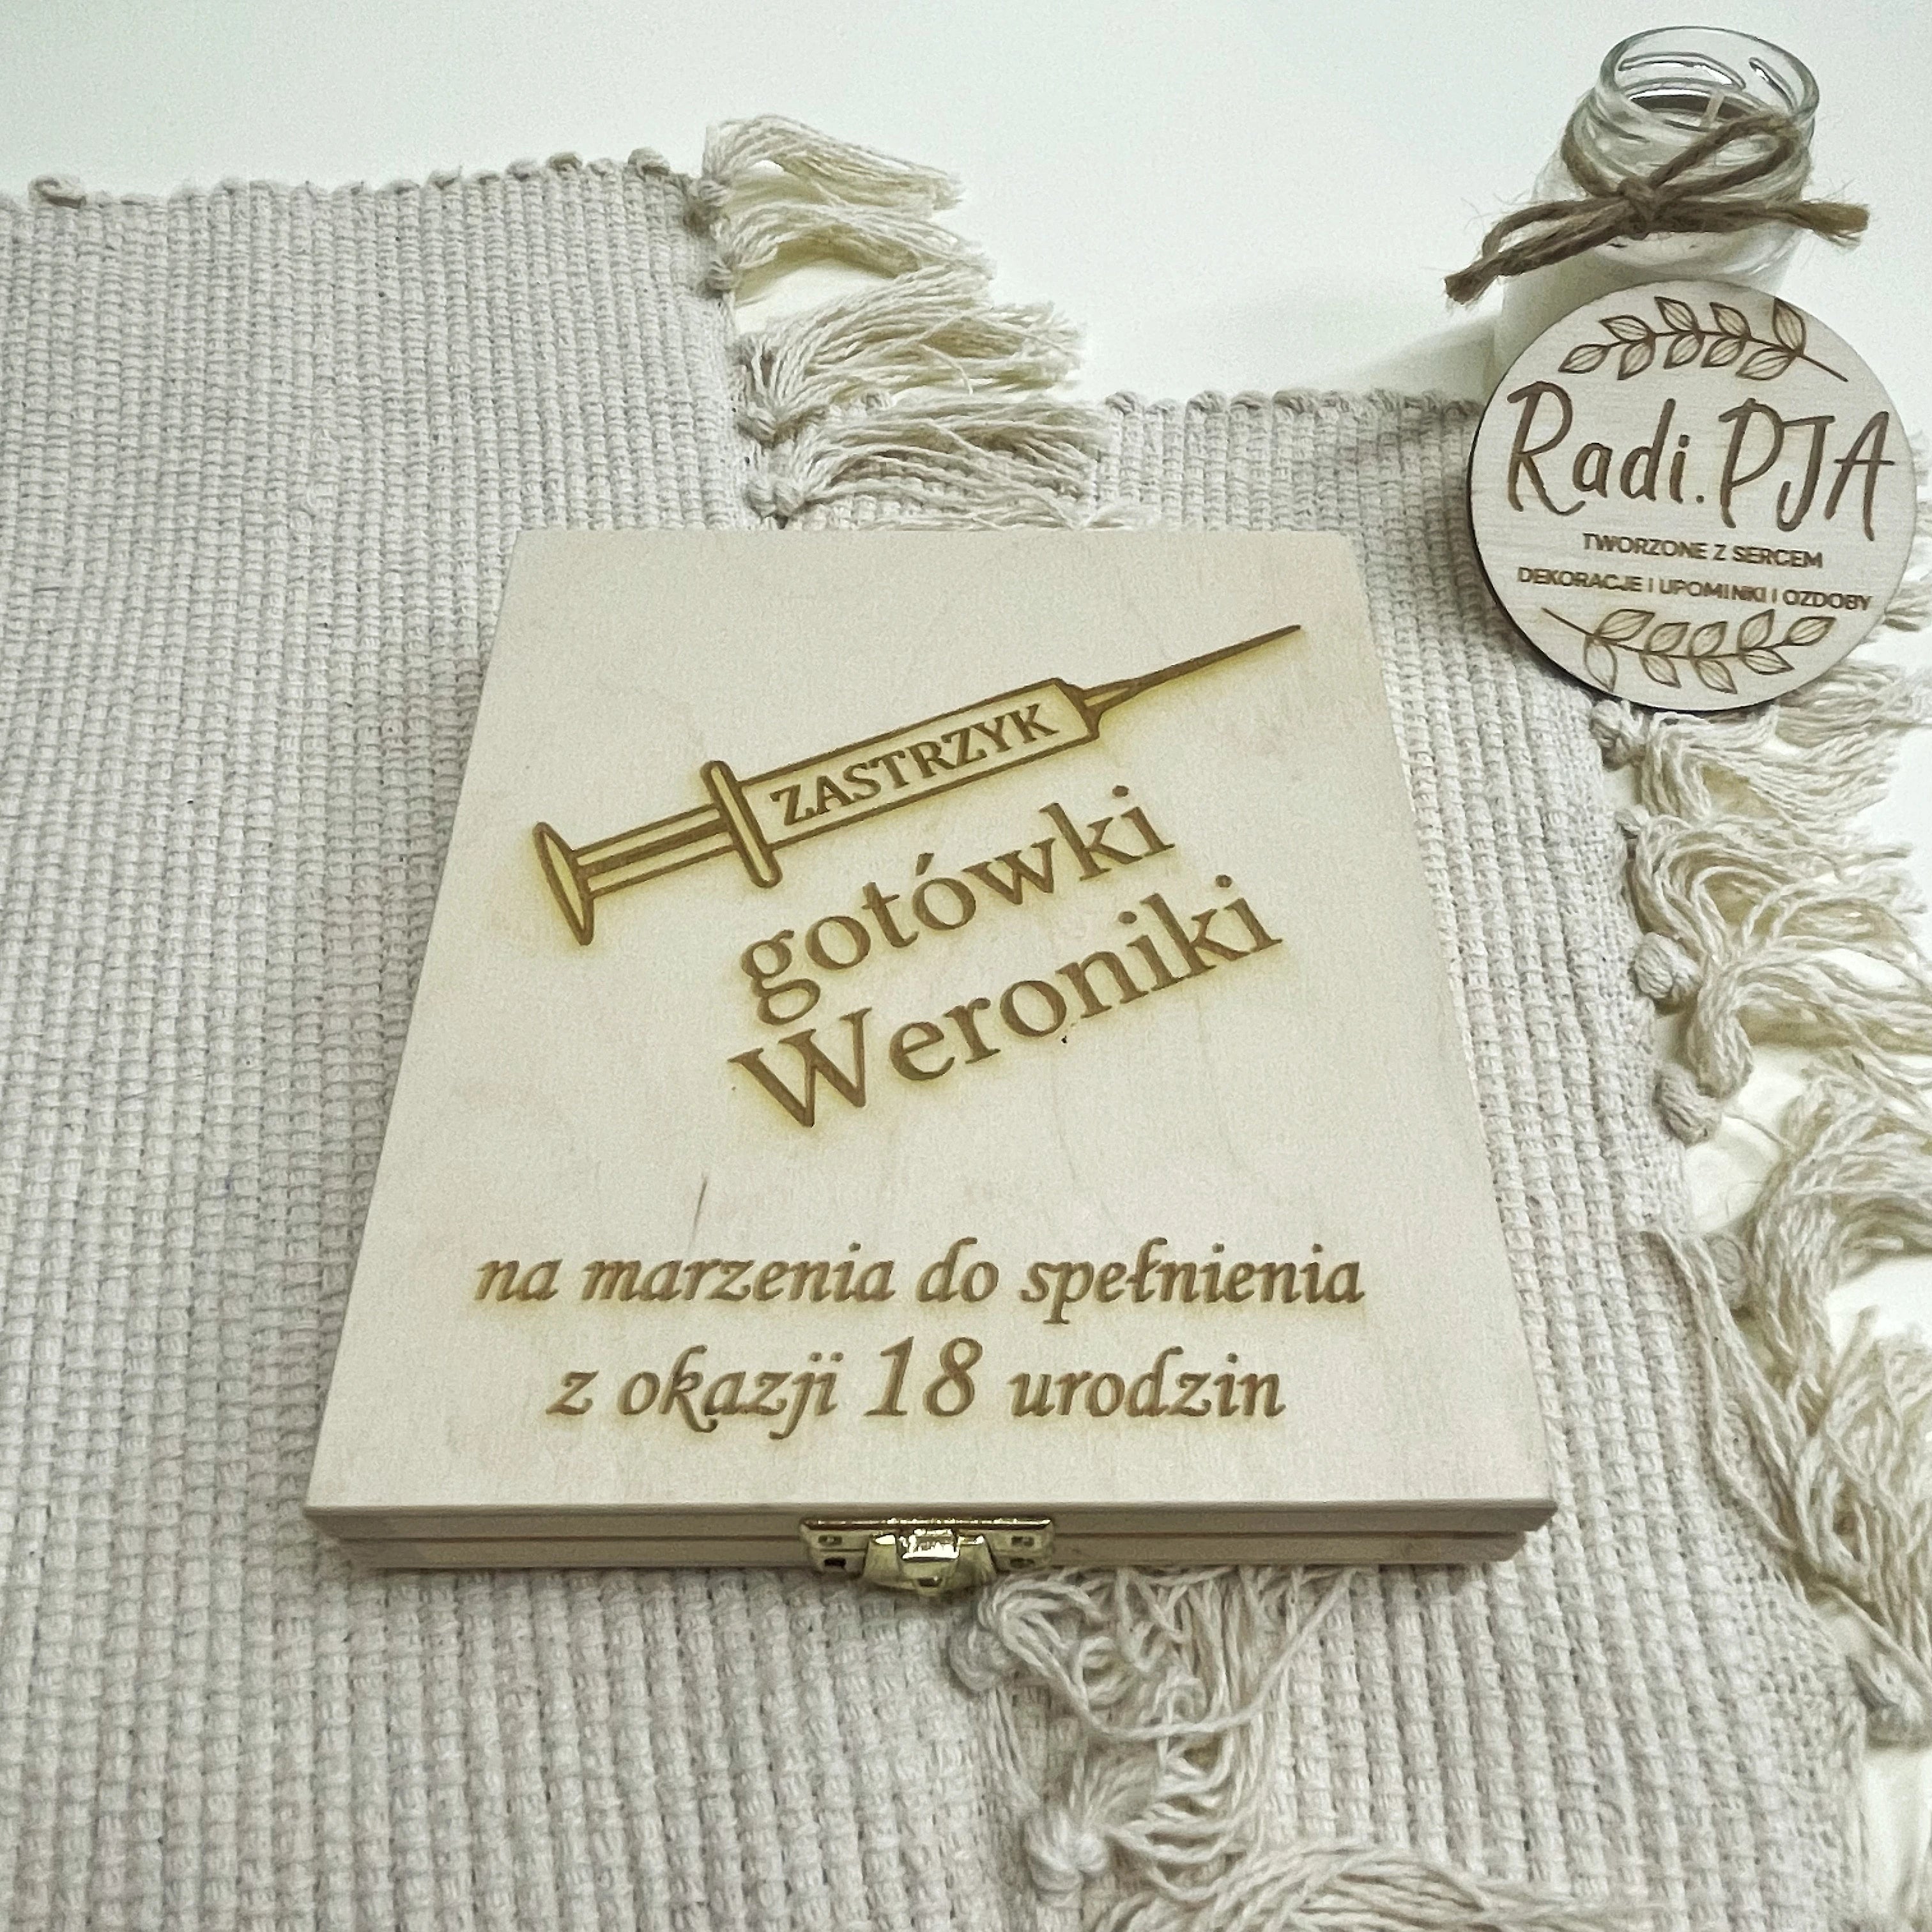 Radi.PJA
TWORZONE Z SERCEM
DEKORACJE I UPOMINKI I OZDOBY
ZASTRZYK
gotówki
Weroniki
na marzenia do spełnienia
z okazji 18 urodzin